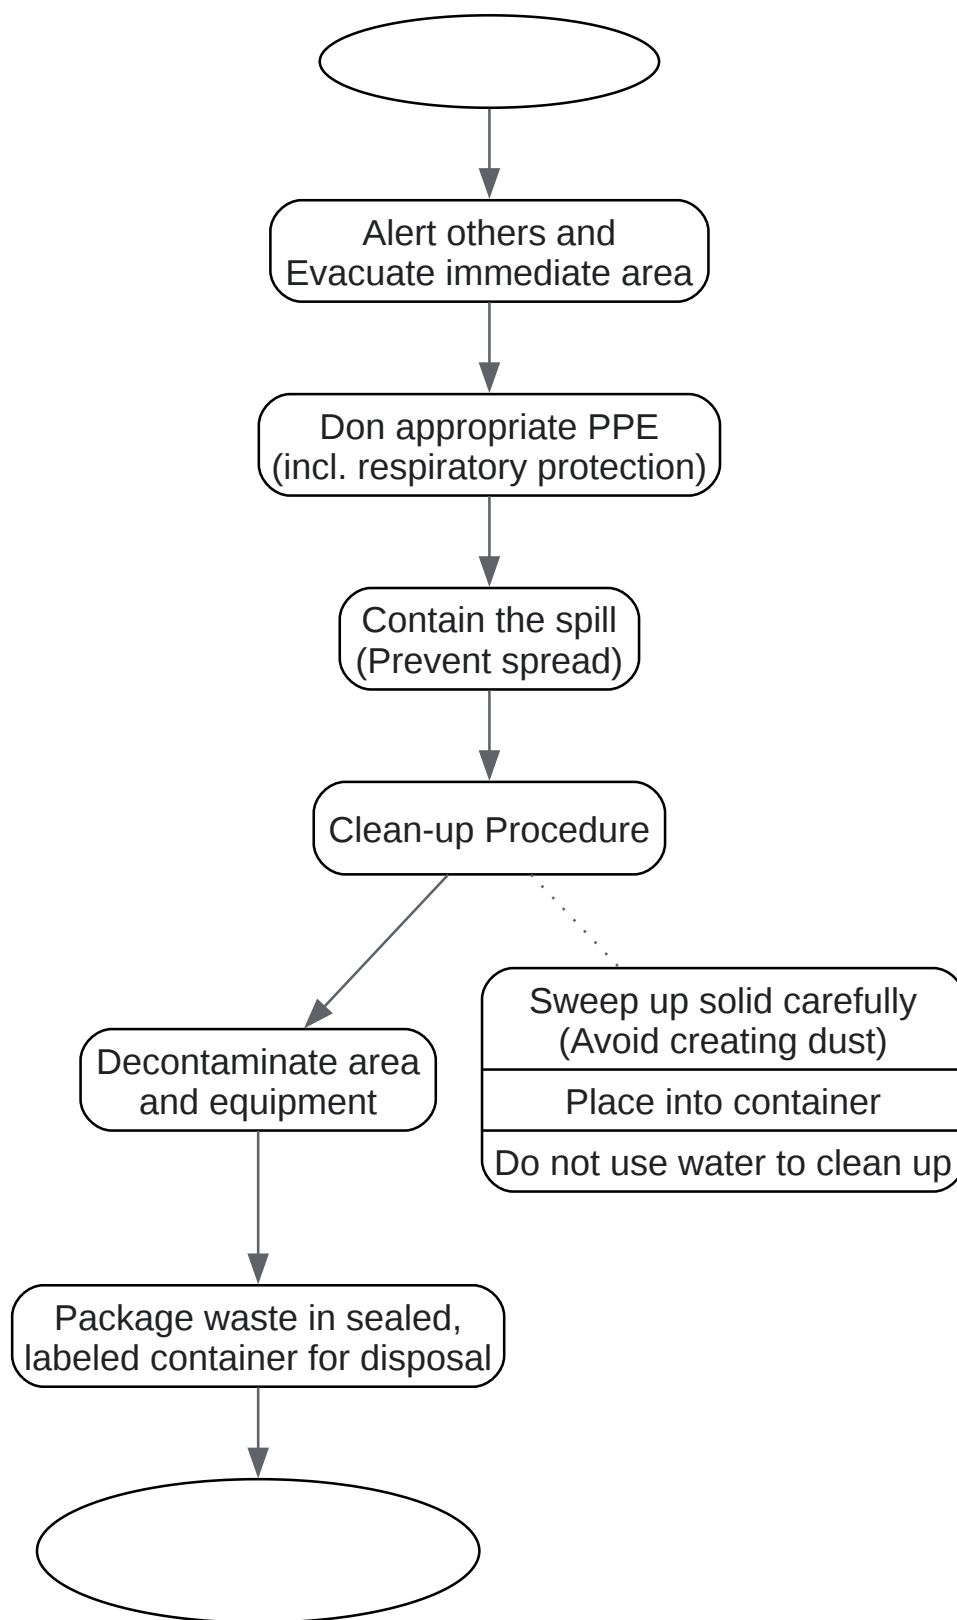 Alert others and
Evacuate immediate area
Don appropriate PPE
(incl. respiratory protection)
Contain the spill
(Prevent spread)
Clean-up Procedure
Sweep up solid carefully
(Avoid creating dust)
Place into container
Do not use water to clean up
Decontaminate area
and equipment
Package waste in sealed,
labeled container for disposal